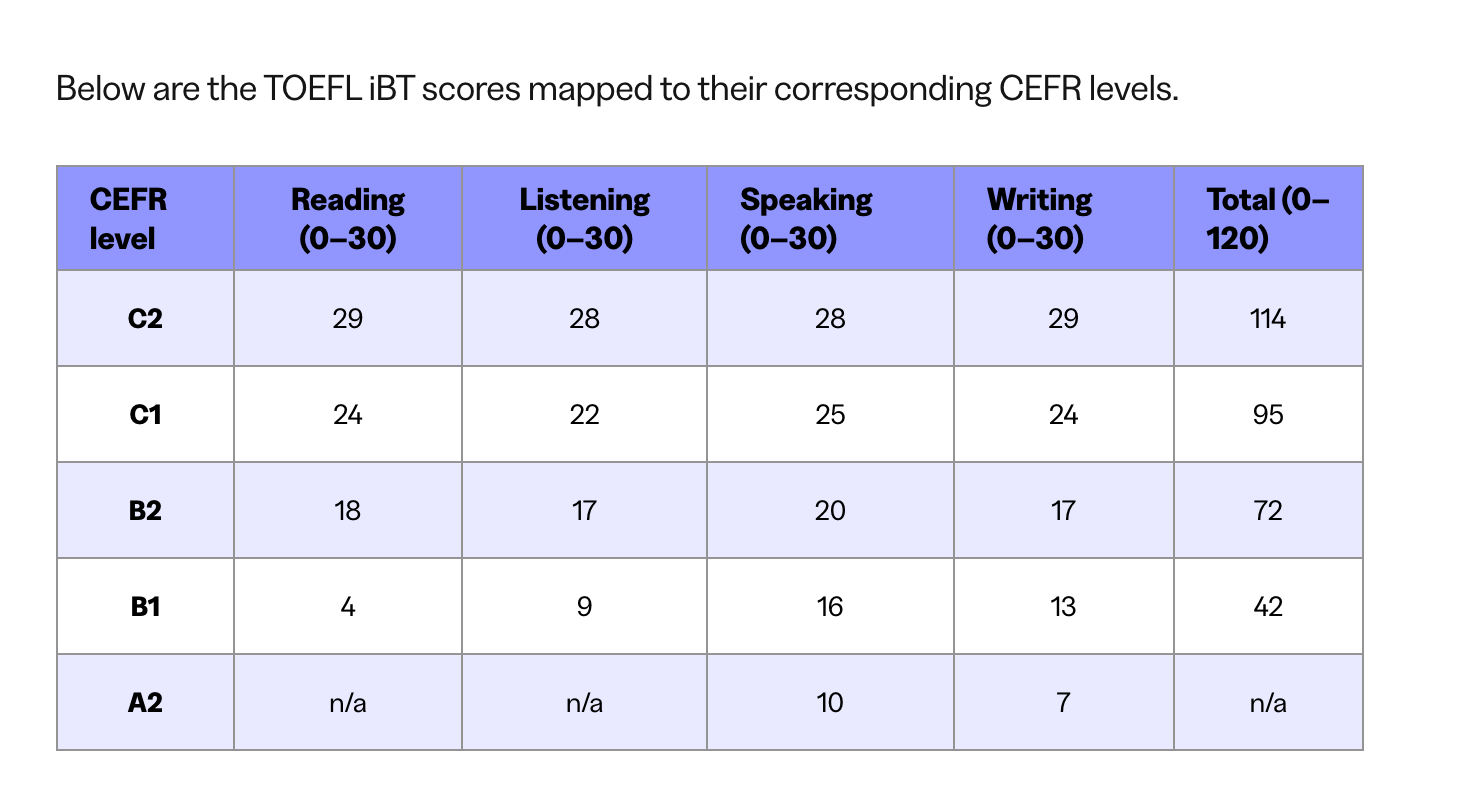 Below are the TOEFL iBT scores mapped to their corresponding CEFR levels.
CEFR level Reading (0–30) Listening (0–30) Speaking (0–30) Writing (0–30) Total (0–120)
C2 29 28 28 29 114
C1 24 22 25 24 95
B2 18 17 20 17 72
B1 4 9 16 13 42
A2 n/a n/a 10 7 n/a